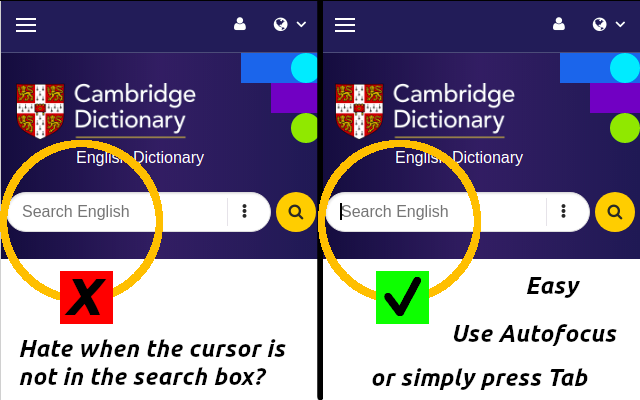 Cambridge
Dictionary
English Dictionary
Search English
X
Hate when the cursor is
not in the search box?
Cambridge
Dictionary
English Dictionary
Search English
Easy
Use Autofocus
or simply press Tab